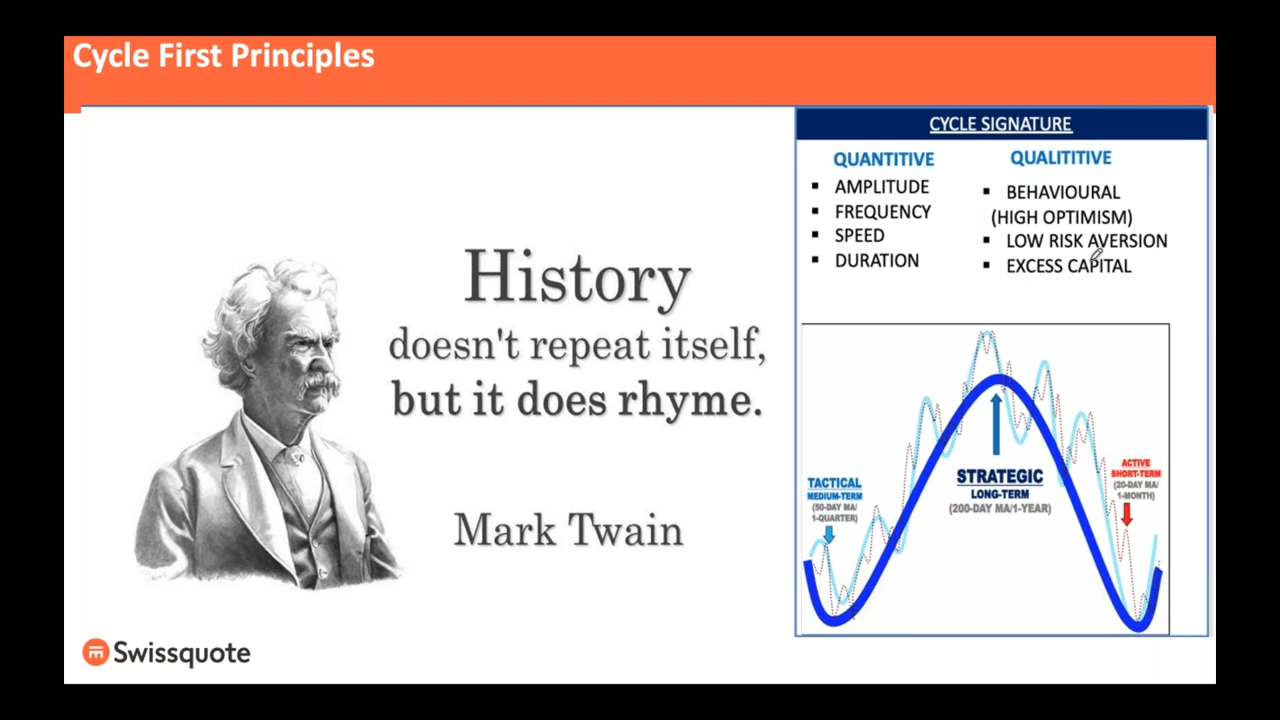 Cycle First Principles
History
doesn't repeat itself,
but it does rhyme.
Mark Twain
CYCLE SIGNATURE
QUANTITIVE
▪ AMPLITUDE
▪ FREQUENCY
▪ SPEED
▪ DURATION
QUALITITIVE
▪ BEHAVIOURAL
(HIGH OPTIMISM)
▪ LOW RISK AVERSION
▪ EXCESS CAPITAL
TACTICAL
MEDIUM-TERM
(50-DAY MA/
1-QUARTER)
STRATEGIC
LONG-TERM
(200-DAY MA/1-YEAR)
ACTIVE
SHORT-TERM
(20-DAY MA/
1-MONTH)
Swissquote